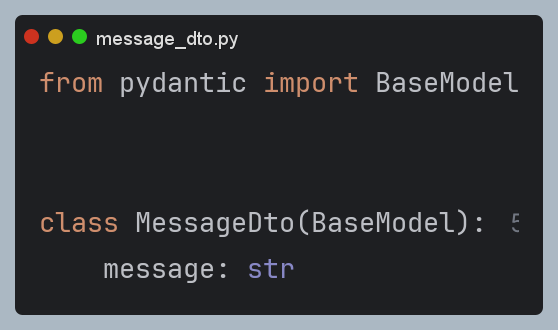 message_dto.py
from pydantic import BaseModel
class MessageDto(BaseModel):
    message: str